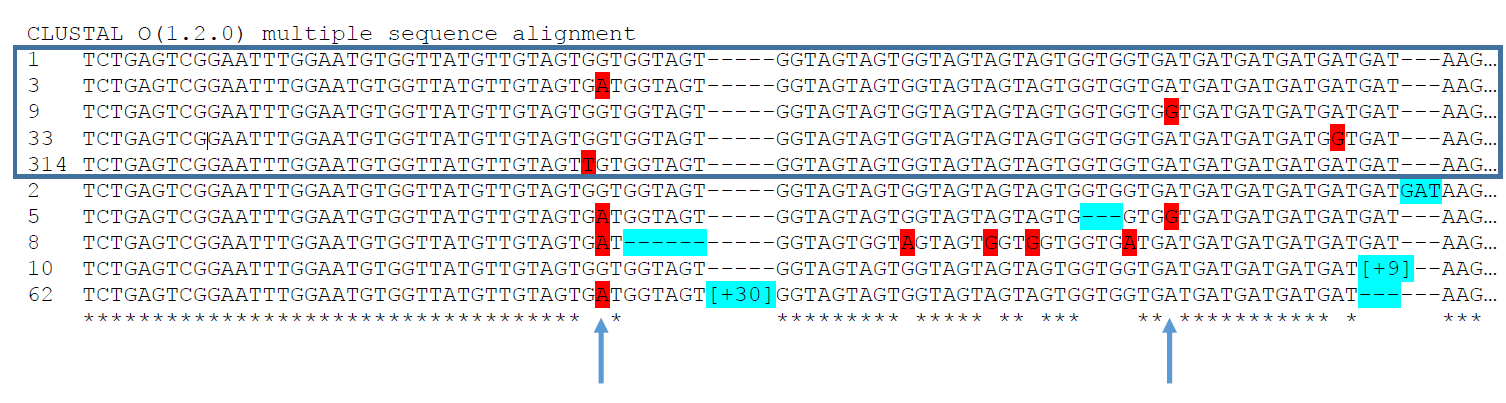 CLUSTAL O(1.2.0) multiple sequence alignment
1 TCTGAGTCGGAATTTGGAATGTGGTTATGTTGTAGTGGTGGTAGT-----GGTAGTAGTGGTAGTAGTAGTGGTGGTGATGATGATGATGATGAT---AAG...
3 TCTGAGTCGGAATTTGGAATGTGGTTATGTTGTAGTGATGGTAGT-----GGTAGTAGTGGTAGTAGTAGTGGTGGTGATGATGATGATGATGAT---AAG...
9 TCTGAGTCGGAATTTGGAATGTGGTTATGTTGTAGTGGTGGTAGT-----GGTAGTAGTGGTAGTAGTAGTGGTGGTGGTGATGATGATGATGAT---AAG...
33 TCTGAGTCGGAATTTGGAATGTGGTTATGTTGTAGTGGTGGTAGT-----GGTAGTAGTGGTAGTAGTAGTGGTGGTGATGATGATGATGGTGAT---AAG...
314 TCTGAGTCGGAATTTGGAATGTGGTTATGTTGTAGTTGTGGTAGT-----GGTAGTAGTGGTAGTAGTAGTGGTGGTGATGATGATGATGATGAT---AAG...
2 TCTGAGTCGGAATTTGGAATGTGGTTATGTTGTAGTGGTGGTAGT-----GGTAGTAGTGGTAGTAGTAGTGGTGGTGATGATGATGATGATGATGATAAG...
5 TCTGAGTCGGAATTTGGAATGTGGTTATGTTGTAGTGATGGTAGT-----GGTAGTAGTGGTAGTAGTAGTG---GTGGTGATGATGATGATGAT---AAG...
8 TCTGAGTCGGAATTTGGAATGTGGTTATGTTGTAGTGAT-----------GGTAGTGGTAGTAGTGGTGGTGGTGATGATGATGATGATGATGAT---AAG...
10 TCTGAGTCGGAATTTGGAATGTGGTTATGTTGTAGTGGTGGTAGT-----GGTAGTAGTGGTAGTAGTAGTGGTGGTGATGATGATGATGAT[+9]--AAG...
62 TCTGAGTCGGAATTTGGAATGTGGTTATGTTGTAGTGATGGTAGT[+30]GGTAGTAGTGGTAGTAGTAGTGGTGGTGATGATGATGATGAT------AAG...
************************************ * ********* ***** ** *** ** *********** * ***